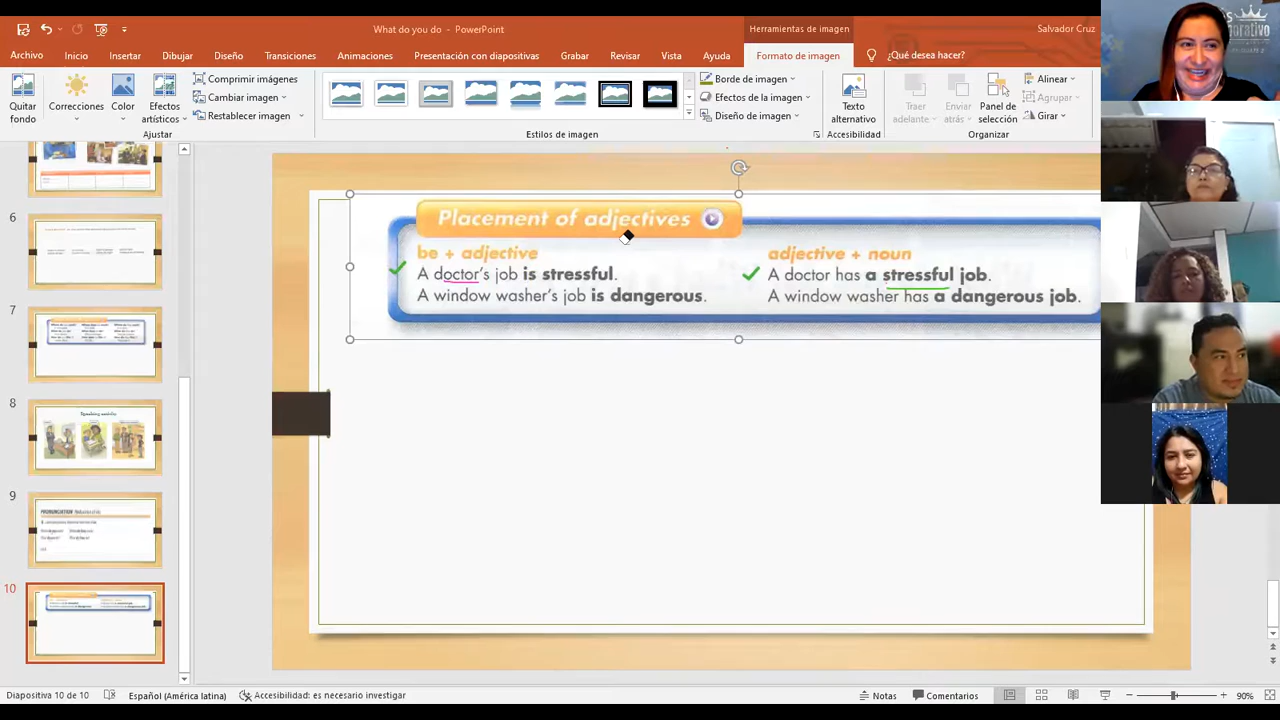 What do you do - PowerPoint
Herramientas de imagen
Salvador Cruz
Archivo Inicio Insertar Dibujar Diseño Transiciones Animaciones Presentación con diapositivas Grabar Revisar Vista Ayuda Formato de imagen ¿Qué desea hacer?
Quitar fondo
Correcciones
Color
Efectos artísticos
Comprimir imágenes
Cambiar imagen
Restablecer imagen
Borde de imagen
Efectos de la imagen
Diseño de imagen
Texto alternativo
Traer adelante
Enviar atrás
Panel de selección
Alinear
Agrupar
Girar
Ajustar
Estilos de imagen
Accesibilidad
Organizar
6
7
8
9
10
Placement of adjectives
be + adjective
A doctor's job is stressful.
A window washer's job is dangerous.
adjective + noun
A doctor has a stressful job.
A window washer has a dangerous job.
Diapositiva 10 de 10
Español (América latina)
Accesibilidad: es necesario investigar
Notas
Comentarios
90%